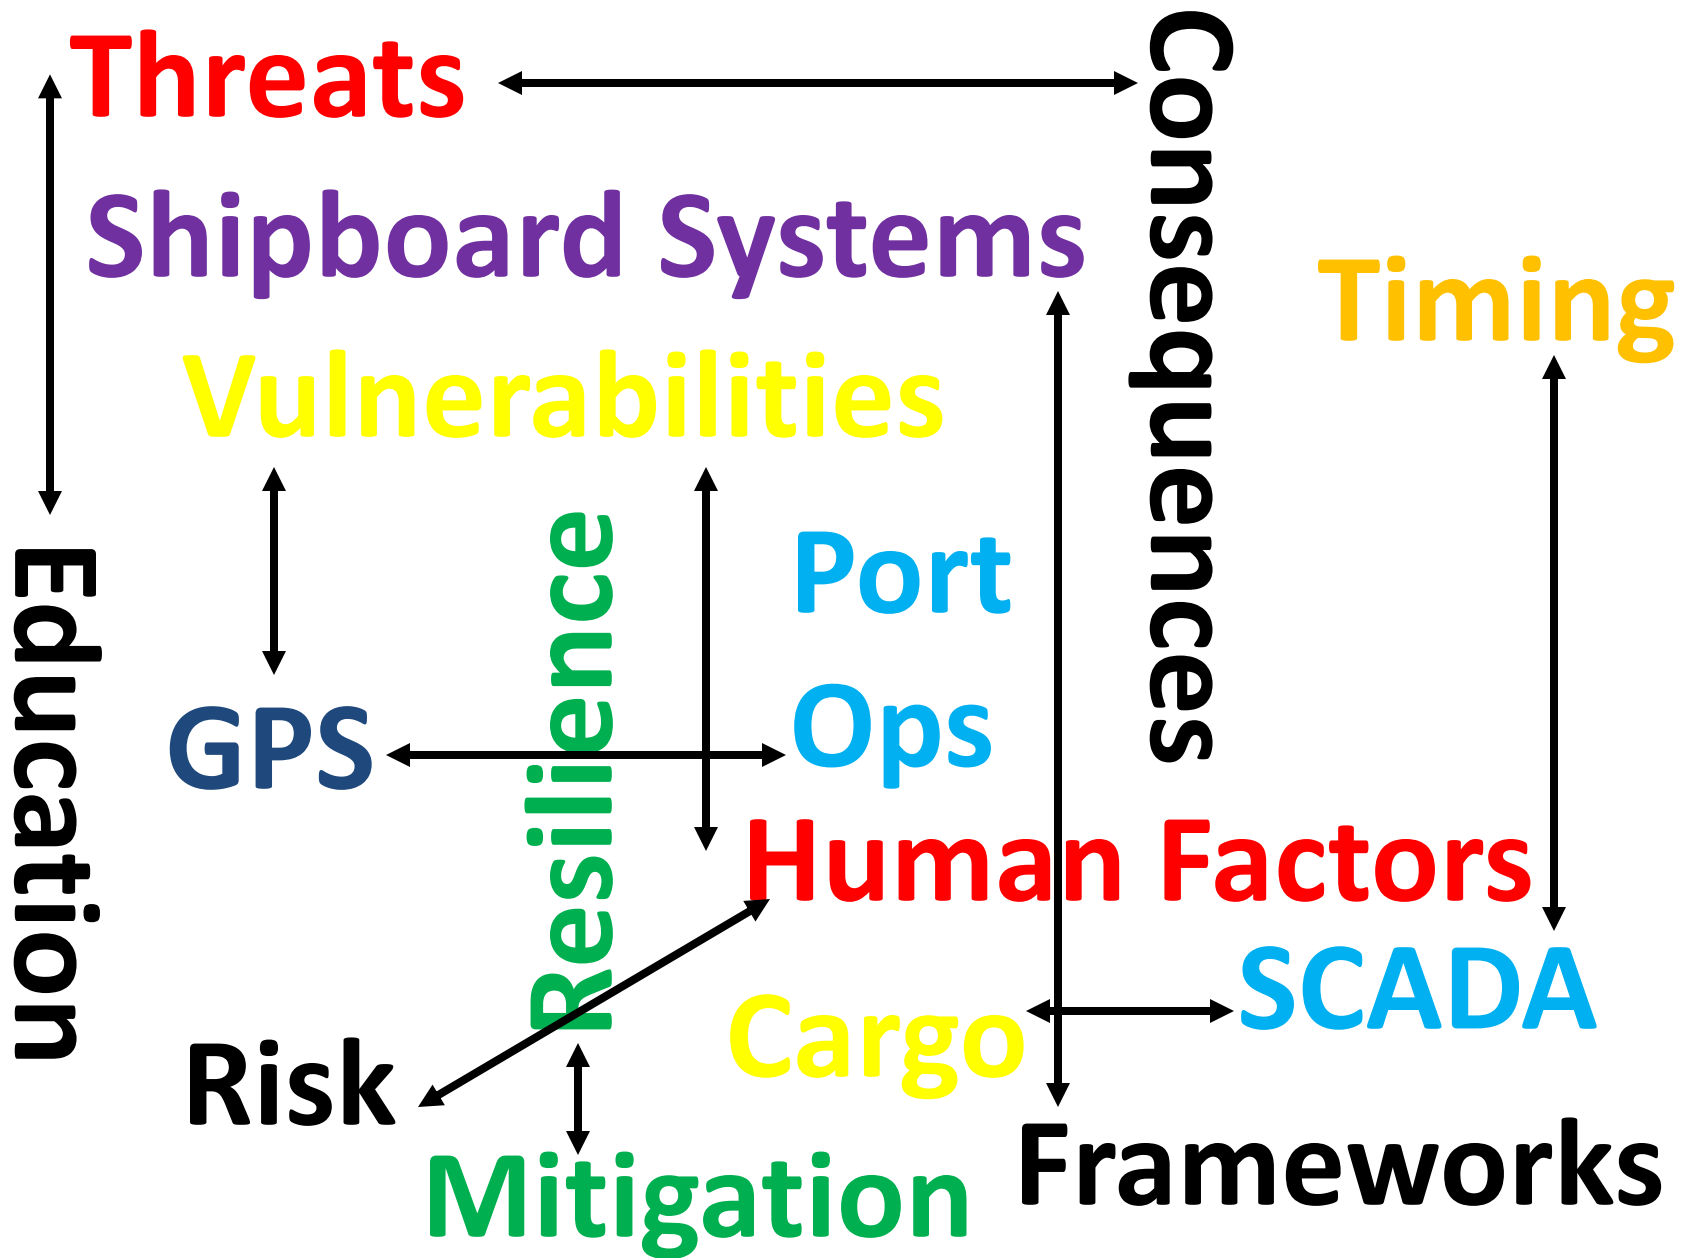 Threats
Consequences
Shipboard Systems
Timing
Vulnerabilities
Education
Resilience
Port
Ops
GPS
Human Factors
SCADA
Cargo
Risk
Frameworks
Mitigation